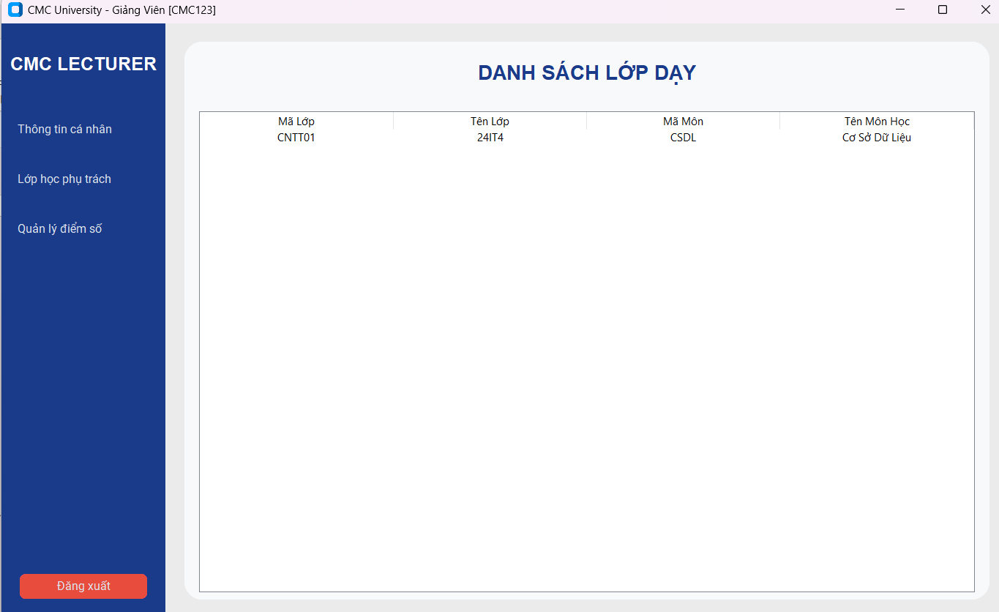 CMC University - Giảng Viên [CMC123]
CMC LECTURER
Thông tin cá nhân
Lớp học phụ trách
Quản lý điểm số
Đăng xuất
DANH SÁCH LỚP DẠY
Mã Lớp Tên Lớp Mã Môn Tên Môn Học
CNTT01 24IT4 CSDL Cơ Sở Dữ Liệu